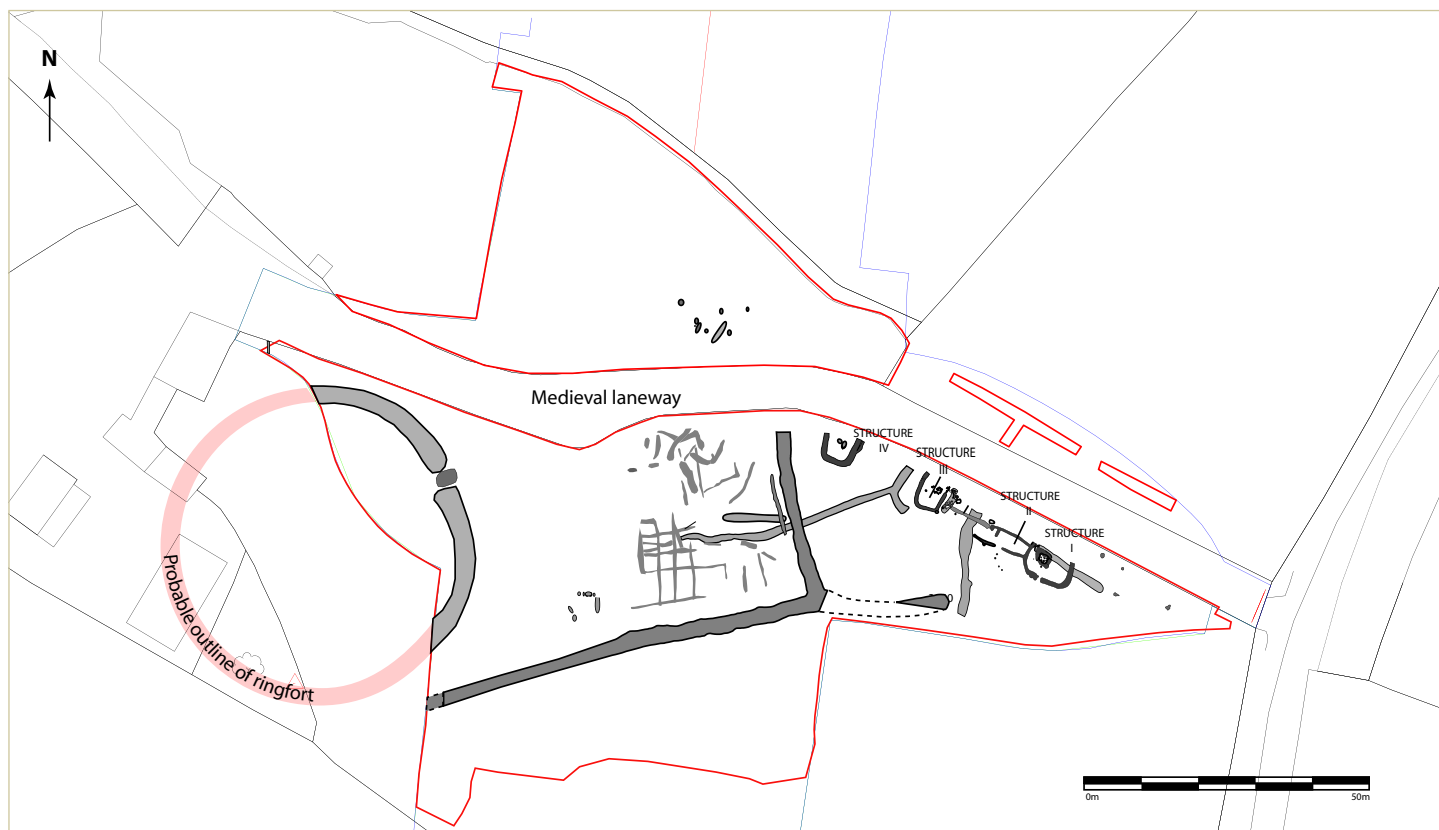 N
Medieval laneway
STRUCTURE
IV
STRUCTURE
III
STRUCTURE
II
STRUCTURE
I
Probable outline of ringfort
0m
50m